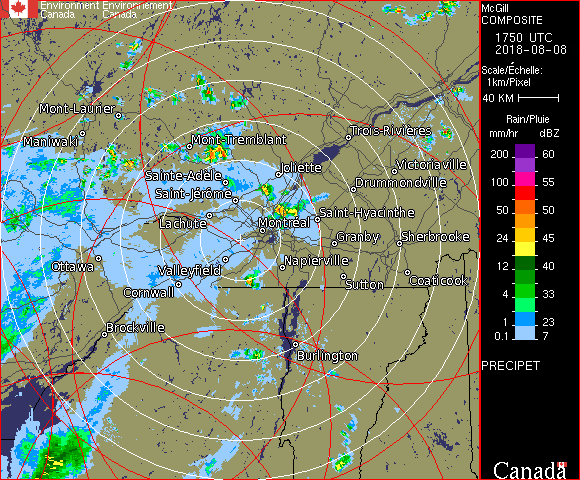 Environment Environnement
Canada Canada
Mont-Laurier
Maniwaki
Mont-Tremblant
Trois-Rivières
Sainte-Adèle
Joliette
Victoriaville
Saint-Jérôme
Drummondville
Lachute
Montréal
Saint-Hyacinthe
Granby
Sherbrooke
Ottawa
Valleyfield
Napierville
Cornwall
Sutton
Coaticook
Brockville
Burlington
McGill
COMPOSITE
1750 UTC
2018-08-08
Scale/Échelle:
1km/Pixel
40 KM
Rain/Pluie
mm/hr dBZ
200 60
100 55
50 50
24 45
12 40
4 33
1 23
0.1 7
PRECIPET
Canada